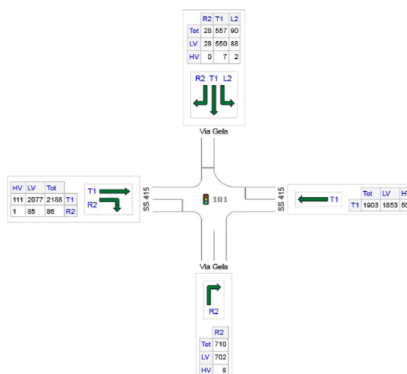 R2 T1 L2
Tot 28 557 90
LV 28 550 88
HV 0 7 2
R2 T1 L2
Via Gela
HV LV Tot
111 2077 2188 T1
1 85 86 R2
T1
R2
SS 415
101
SS 415
T1
Tot LV
T1 1903 1853
Via Gela
R2
R2
Tot 710
LV 702
HV 8